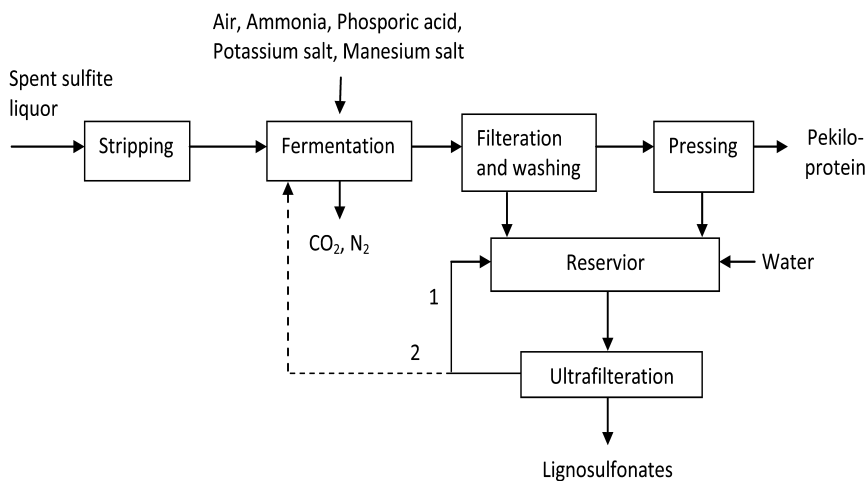 Air, Ammonia, Phosporic acid,
Potassium salt, Manesium salt
Spent sulfite
liquor
Stripping
Fermentation
Filteration
and washing
Pressing
Pekilo-
protein
CO₂, N₂
Reservior
Water
1
2
Ultrafilteration
Lignosulfonates